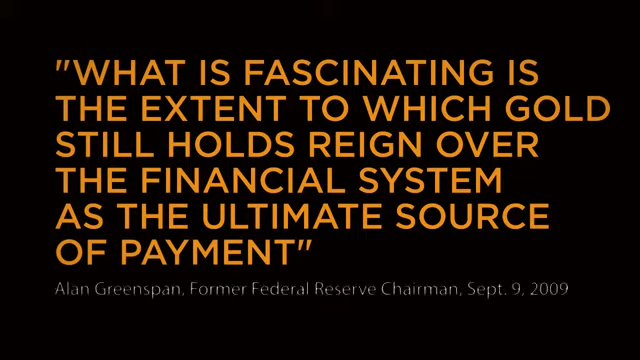 "WHAT IS FASCINATING IS
THE EXTENT TO WHICH GOLD
STILL HOLDS REIGN OVER
THE FINANCIAL SYSTEM
AS THE ULTIMATE SOURCE
OF PAYMENT"
Alan Greenspan, Former Federal Reserve Chairman, Sept. 9, 2009